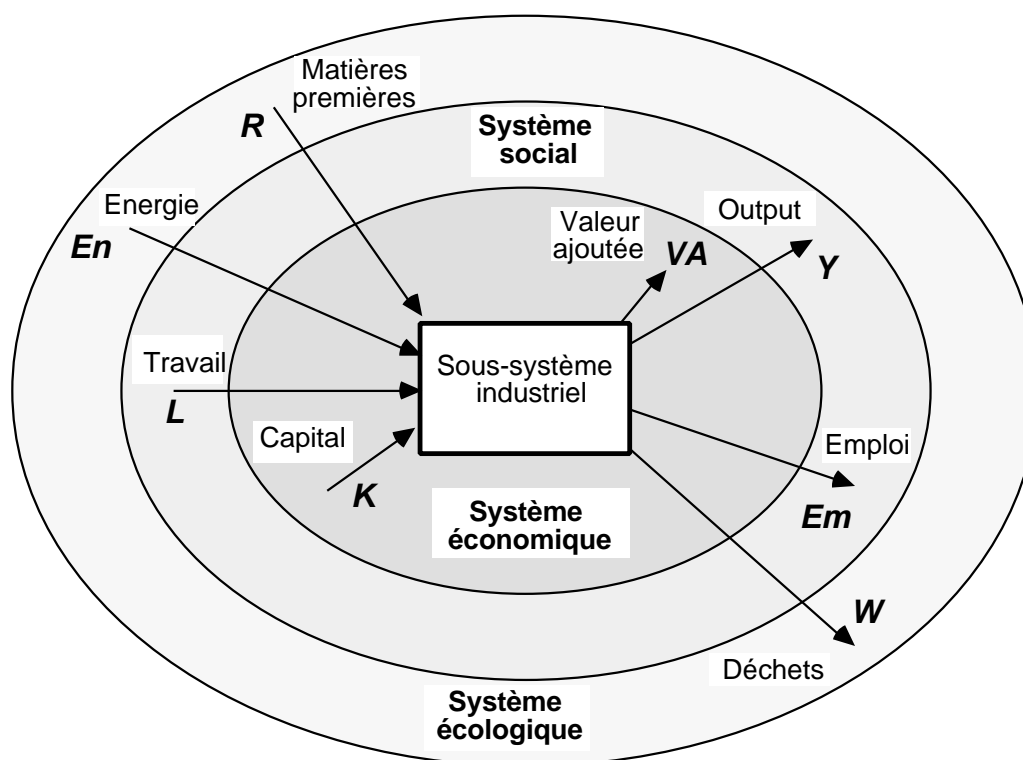 Matières
premières
R
Système
social
Energie
En
Output
Valeur
ajoutée
VA
Y
Travail
L
Sous-système
industriel
Capital
K
Emploi
Em
Système
économique
W
Déchets
Système
écologique